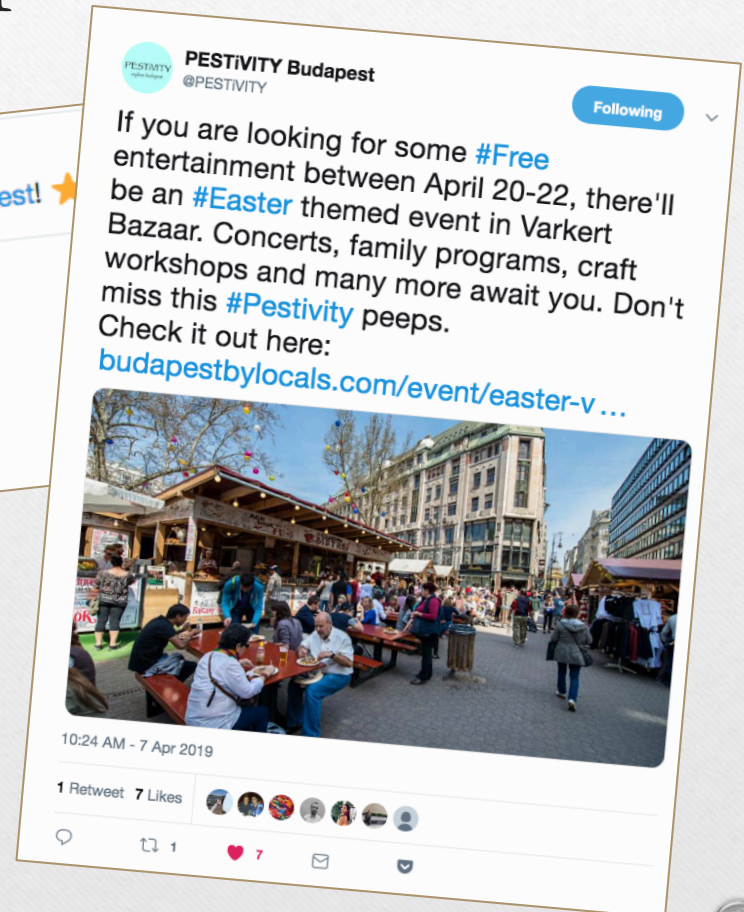 est!
PESTiVITY
PESTiVITY Budapest
@PESTiVITY
Following
If you are looking for some #Free
entertainment between April 20-22, there'll
be an #Easter themed event in Varkert
Bazaar. Concerts, family programs, craft
workshops and many more await you. Don't
miss this #Pestivity peeps.
Check it out here:
budapestbylocals.com/event/easter-v…
10:24 AM - 7 Apr 2019
1 Retweet 7 Likes
1
7